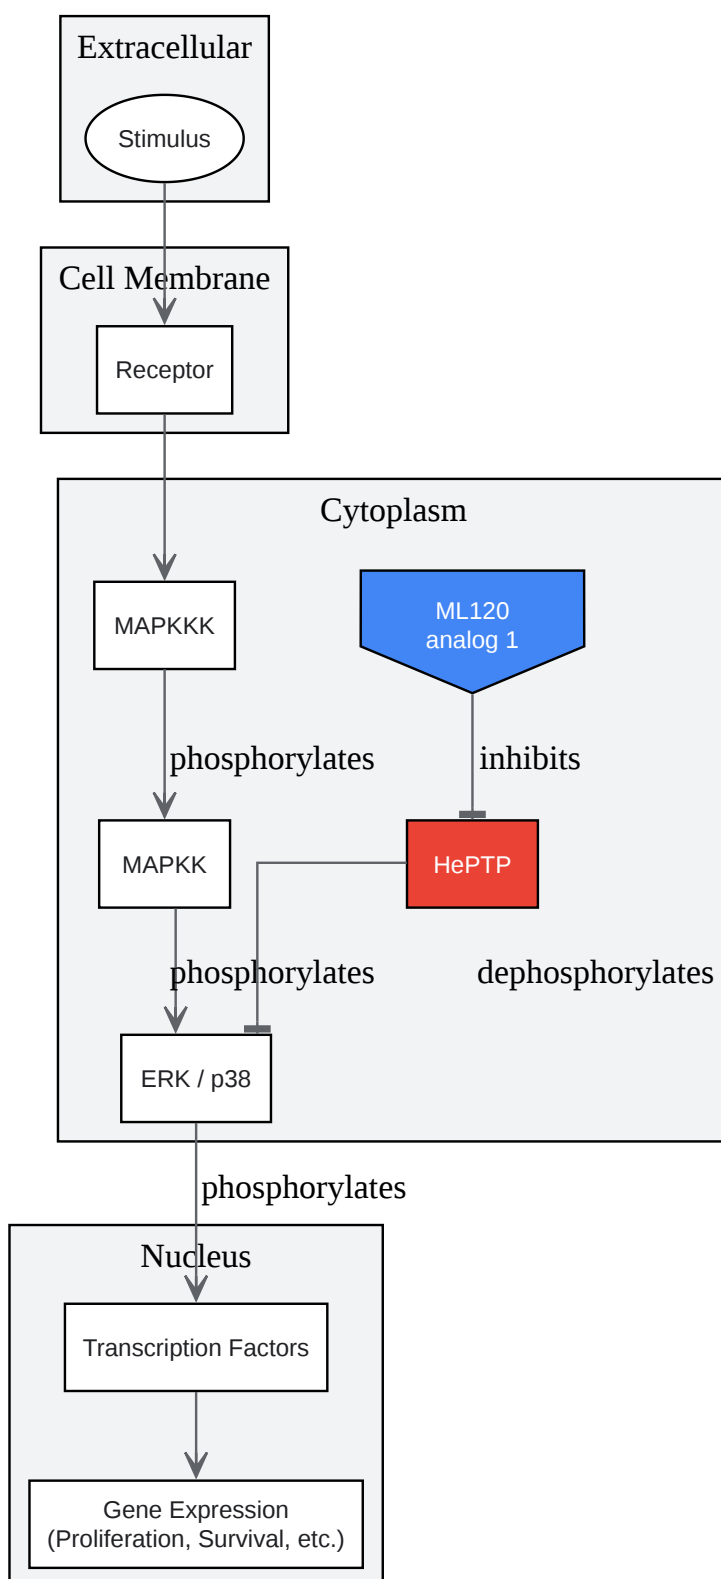 Extracellular
Stimulus
Cell Membrane
Receptor
Cytoplasm
MAPKKK
ML120
analog 1
phosphorylates
inhibits
MAPKK
HePTP
phosphorylates
dephosphorylates
ERK / p38
phosphorylates
Nucleus
Transcription Factors
Gene Expression
(Proliferation, Survival, etc.)